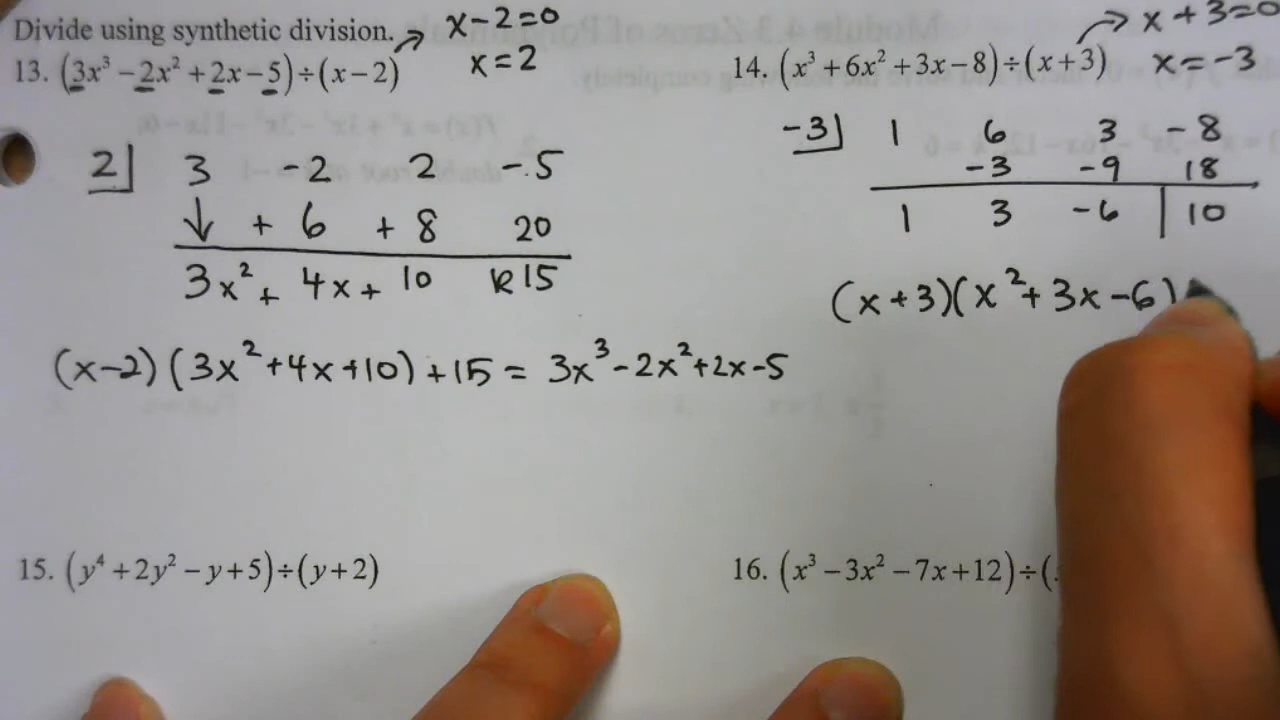 Divide using synthetic division. → x-2=0
x=2
13. (3x³ −2x² +2x−5)÷(x−2)
2 3 -2 2 -5
↓ + 6 + 8 20
3x² + 4x + 10 R15
(x-2)(3x²+4x+10)+15 = 3x³-2x²+2x-5
→ x+3=0
x=-3
14. (x³ +6x² +3x−8)÷(x+3)
-3 1 6 3 -8
-3 -9 18
1 3 -6 10
(x+3)(x²+3x-6)
15. (y⁴ +2y² −y+5)÷(y+2)
16. (x³ −3x² −7x+12)÷(